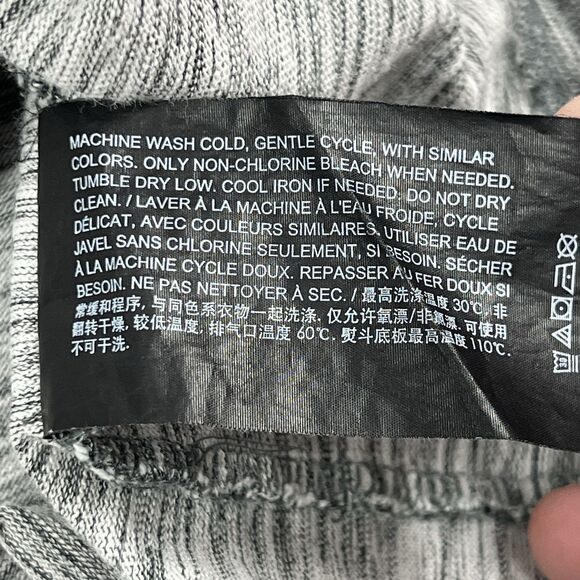 MACHINE WASH COLD, GENTLE CYCLE, WITH SIMILAR
COLORS. ONLY NON-CHLORINE BLEACH WHEN NEEDED.
TUMBLE DRY LOW. COOL IRON IF NEEDED. DO NOT DRY
CLEAN. / LAVER À LA MACHINE À L'EAU FROIDE, CYCLE
DÉLICAT, AVEC COULEURS SIMILAIRES. UTILISER EAU DE
JAVEL SANS CHLORINE SEULEMENT, SI BESOIN. SÉCHER
À LA MACHINE CYCLE DOUX. REPASSER AU FER DOUX SI
BESOIN. NE PAS NETTOYER À SEC. / 最高洗涤温度 30℃, 非
常缓和程序, 与同色系衣物一起洗涤. 仅允许氧漂/非氯漂. 可使用
翻转干燥, 较低温度, 排气口温度 60℃. 熨斗底板最高温度 110℃.
不可干洗.